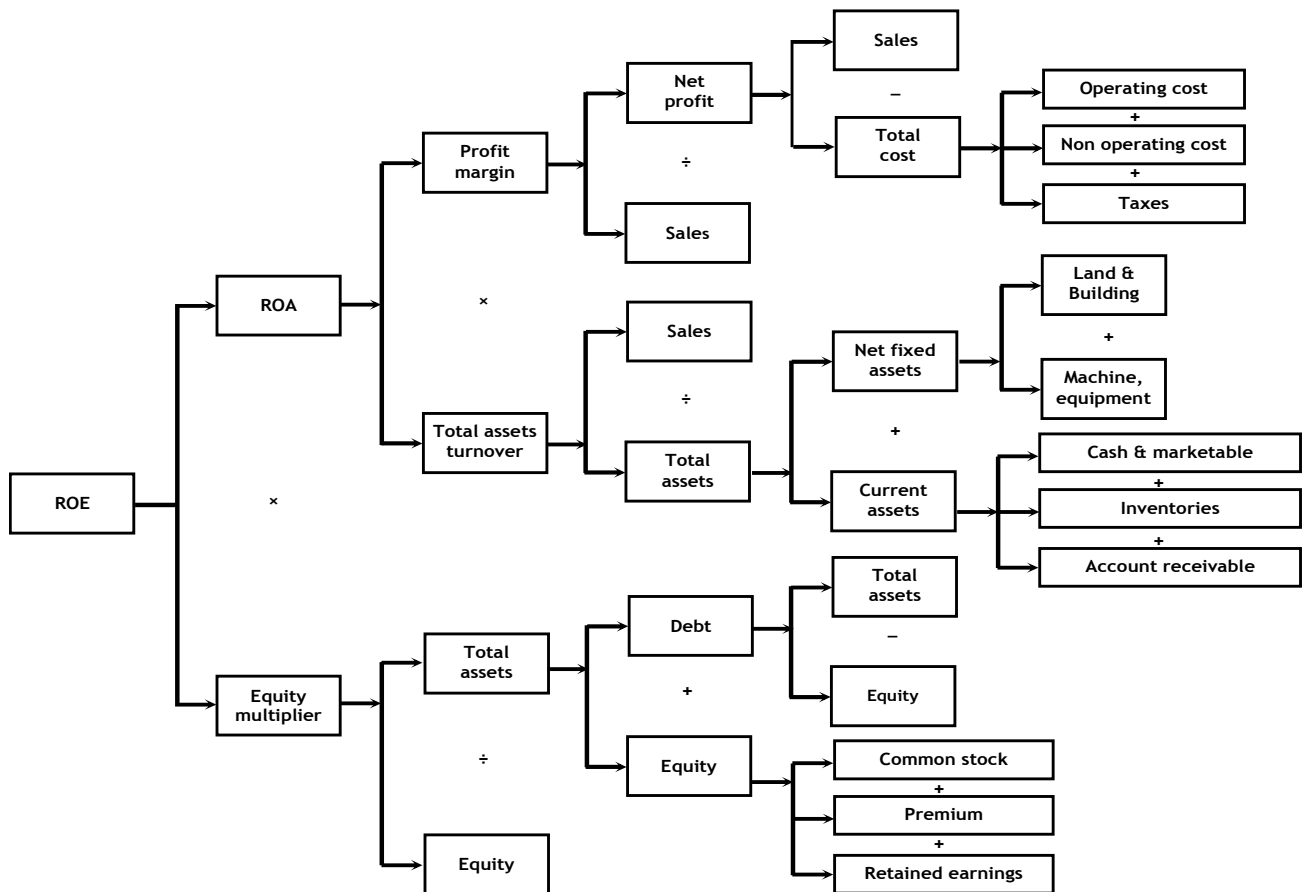 Sales
–
Total
cost
Net
profit
÷
Sales
Operating cost
+
Non operating cost
+
Taxes
Profit
margin
×
Total assets
turnover
ROA
Sales
÷
Total
assets
Net fixed
assets
+
Current
assets
Land &
Building
+
Machine,
equipment
Cash & marketable
+
Inventories
+
Account receivable
ROE
×
Equity
multiplier
Total
assets
÷
Equity
Debt
+
Equity
Total
assets
–
Equity
Common stock
+
Premium
+
Retained earnings